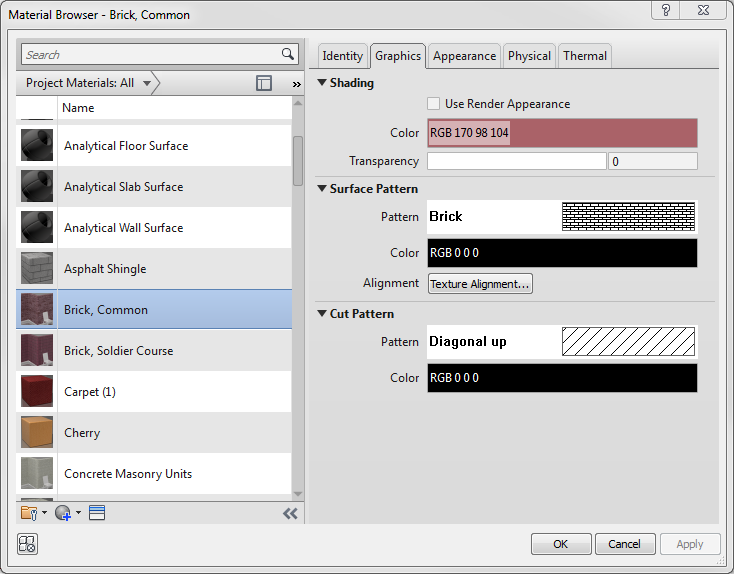 Material Browser - Brick, Common
?
Search
Project Materials: All
»
Name
Analytical Floor Surface
Analytical Slab Surface
Analytical Wall Surface
Asphalt Shingle
Brick, Common
Brick, Soldier Course
Carpet (1)
Cherry
Concrete Masonry Units
Identity Graphics Appearance Physical Thermal
Shading
Use Render Appearance
Color RGB 170 98 104
Transparency 0
Surface Pattern
Pattern Brick
Color RGB 0 0 0
Alignment Texture Alignment...
Cut Pattern
Pattern Diagonal up
Color RGB 0 0 0
OK Cancel Apply